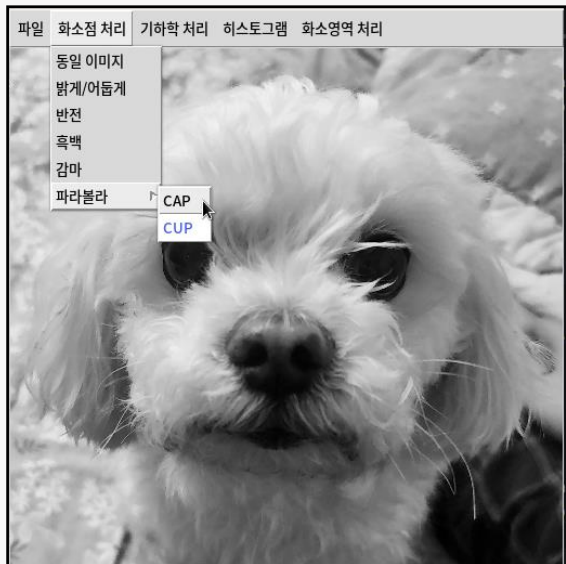 파일 화소점 처리 기하학 처리 히스토그램 화소영역 처리
동일 이미지
밝게/어둡게
반전
흑백
감마
파라볼라
CAP
CUP